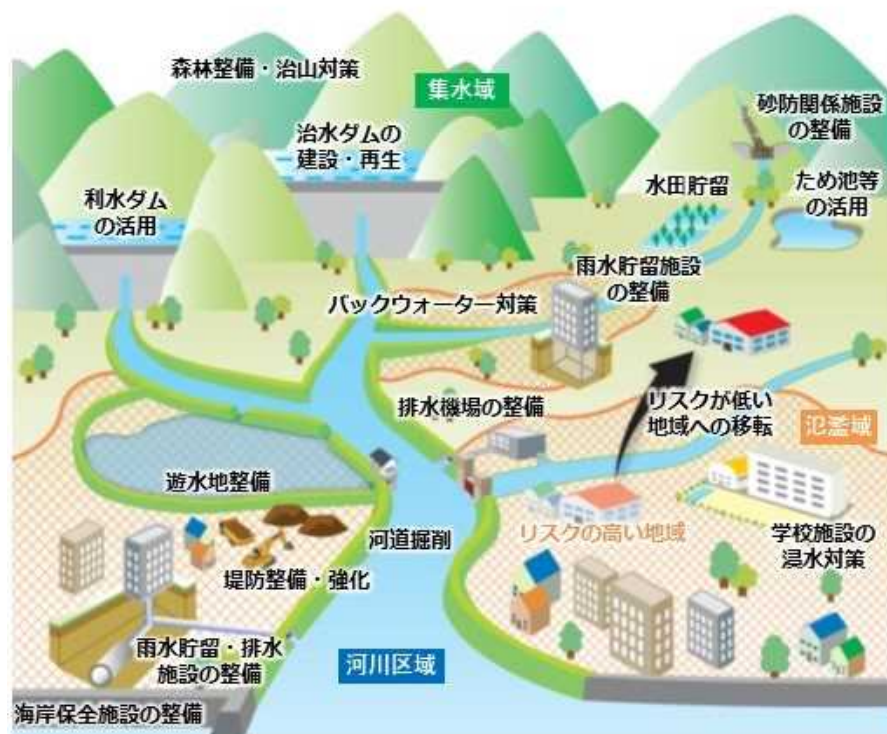 森林整備・治山対策
集水域
砂防関係施設
の整備
治水ダムの
建設・再生
水田貯留
ため池等
の活用
利水ダム
の活用
雨水貯留施設
の整備
バックウォーター対策
排水機場の整備
リスクが低い
地域への移転
氾濫域
遊水地整備
河道掘削
リスクの高い地域
学校施設の
浸水対策
堤防整備・強化
雨水貯留・排水
施設の整備
河川区域
海岸保全施設の整備